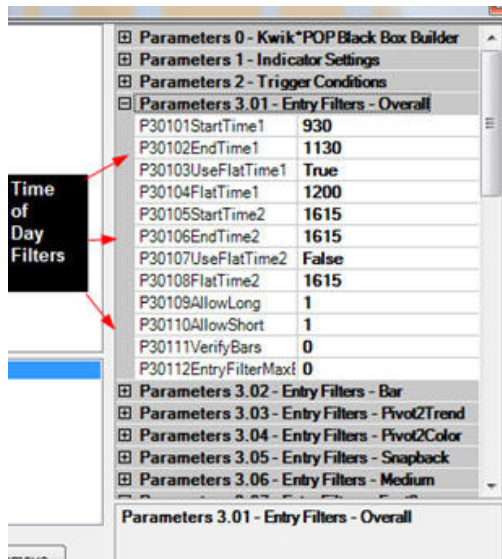 Parameters 0 - Kwik*POP Black Box Builder
Parameters 1 - Indicator Settings
Parameters 2 - Trigger Conditions
Parameters 3.01 - Entry Filters - Overall
P30101StartTime1 930
P30102EndTime1 1130
P30103UseFlatTime1 True
P30104FlatTime1 1200
P30105StartTime2 1615
P30106EndTime2 1615
P30107UseFlatTime2 False
P30108FlatTime2 1615
P30109AllowLong 1
P30110AllowShort 1
P30111VerifyBars 0
P30112EntryFilterMaxE 0
Time
of
Day
Filters
Parameters 3.02 - Entry Filters - Bar
Parameters 3.03 - Entry Filters - Pivot2Trend
Parameters 3.04 - Entry Filters - Pivot2Color
Parameters 3.05 - Entry Filters - Snapback
Parameters 3.06 - Entry Filters - Medium
Parameters 3.01 - Entry Filters - Overall